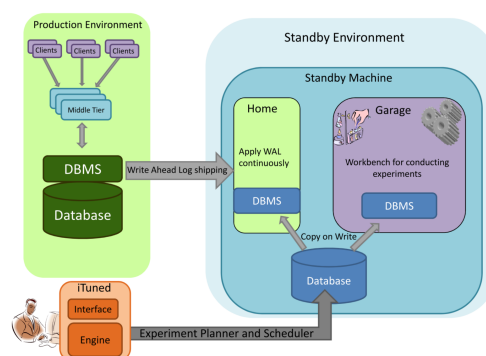 Production Environment
Clients
Clients
Clients
Middle Tier
DBMS
Database
Write Ahead Log shipping
Standby Environment
Standby Machine
Home
Apply WAL
continuously
DBMS
Garage
Workbench for conducting
experiments
DBMS
Copy on Write
Database
iTuned
Interface
Engine
Experiment Planner and Scheduler